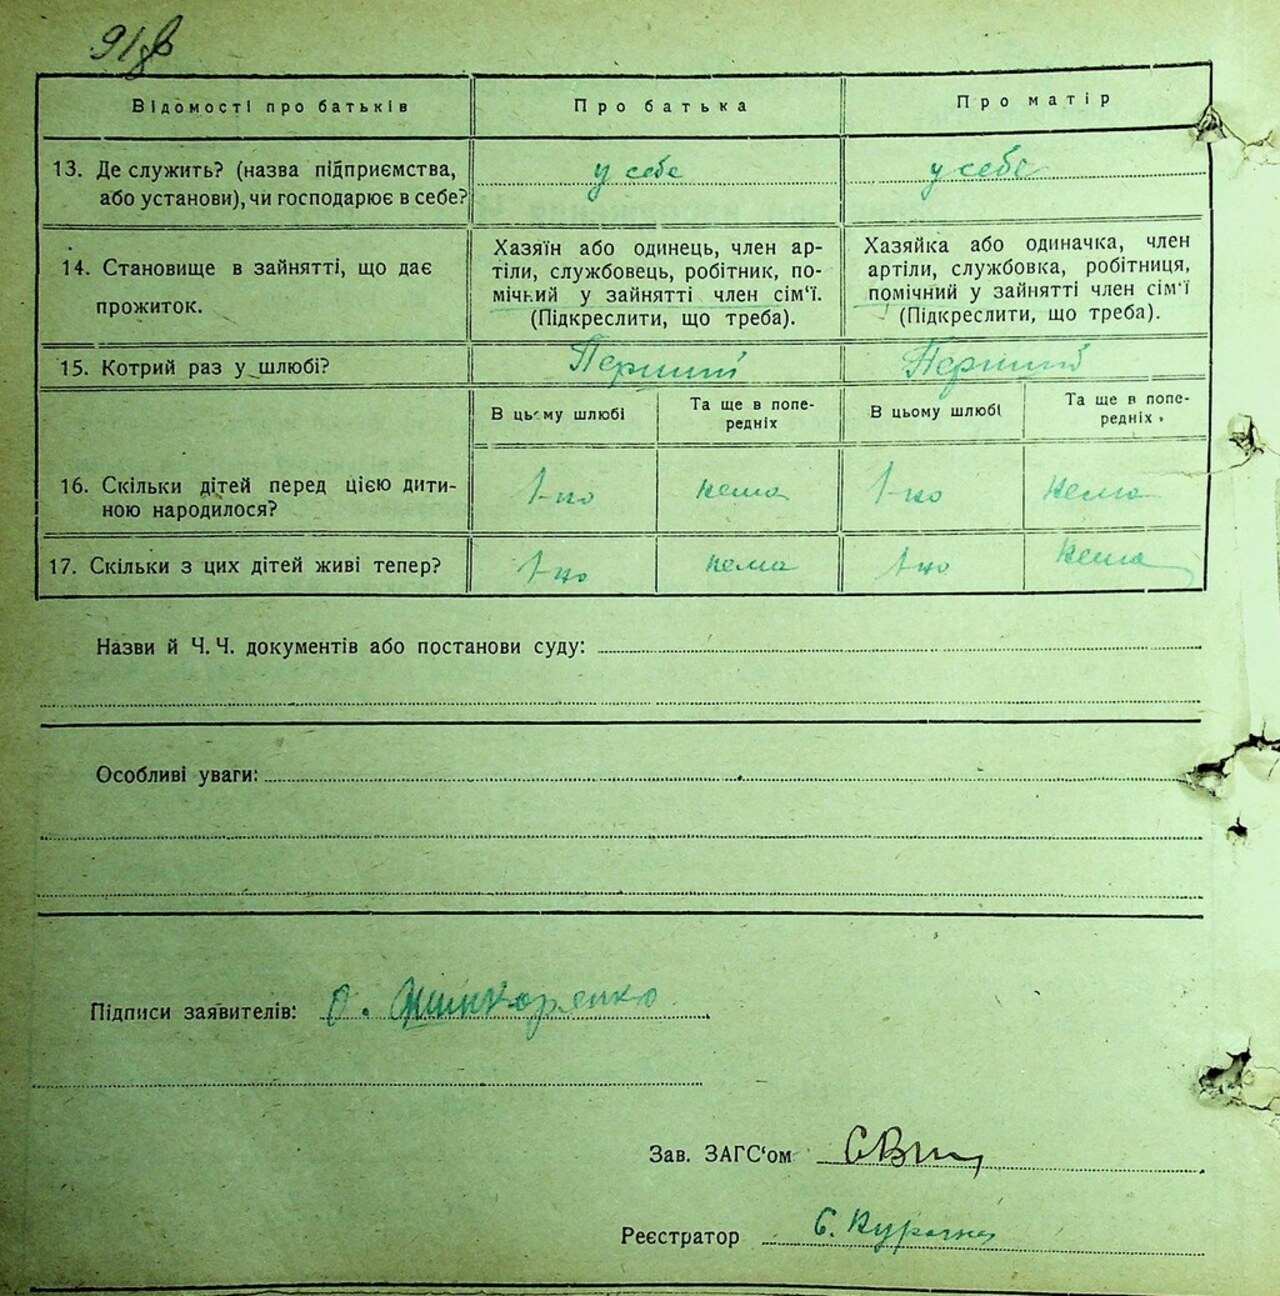 91
Відомості про батьків
Про батька
Про матір
13. Де служить? (назва підприємства,
або установи), чи господарює в себе?
у себе
у себе
14. Становище в зайнятті, що дає
прожиток.
Хазяїн або одинець, член ар-
тіли, службовець, робітник, по-
мічний у зайнятті член сім‘ї.
(Підкреслити, що треба).
Хазяйка або одиначка, член
артіли, службовка, робітниця,
помічний у зайнятті член сім‘ї
(Підкреслити, що треба).
15. Котрий раз у шлюбі?
Перший
Перший
В цьому шлюбі
Та ще в попе-
редніх
В цьому шлюбі
Та ще в попе-
редніх
16. Скільки дітей перед цією дити-
ною народилося?
1-но
нема
1-но
нема
17. Скільки з цих дітей живі тепер?
1-но
нема
1-но
нема
Назви й Ч. Ч. документів або постанови суду:
Особливі уваги:
Підписи заявителів:
О.
Зав. ЗАГС‘ом
Реєстратор